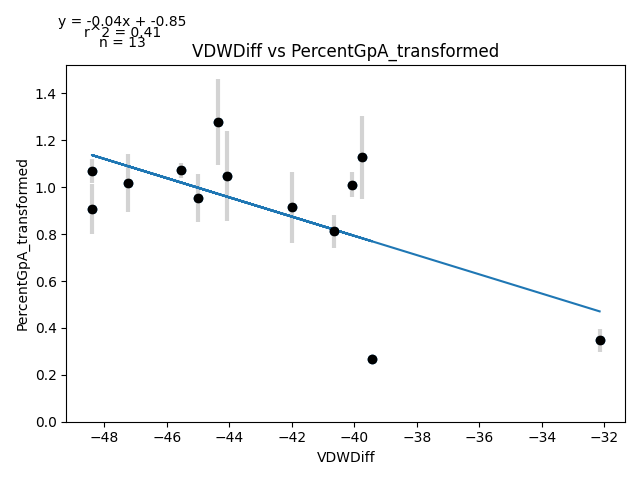 y = -0.04x + -0.85
r^2 = 0.41
n = 13
VDWDiff vs PercentGpA_transformed
PercentGpA_transformed
1.4
1.2
1.0
0.8
0.6
0.4
0.2
0.0
−48 −46 −44 −42 −40 −38 −36 −34 −32
VDWDiff